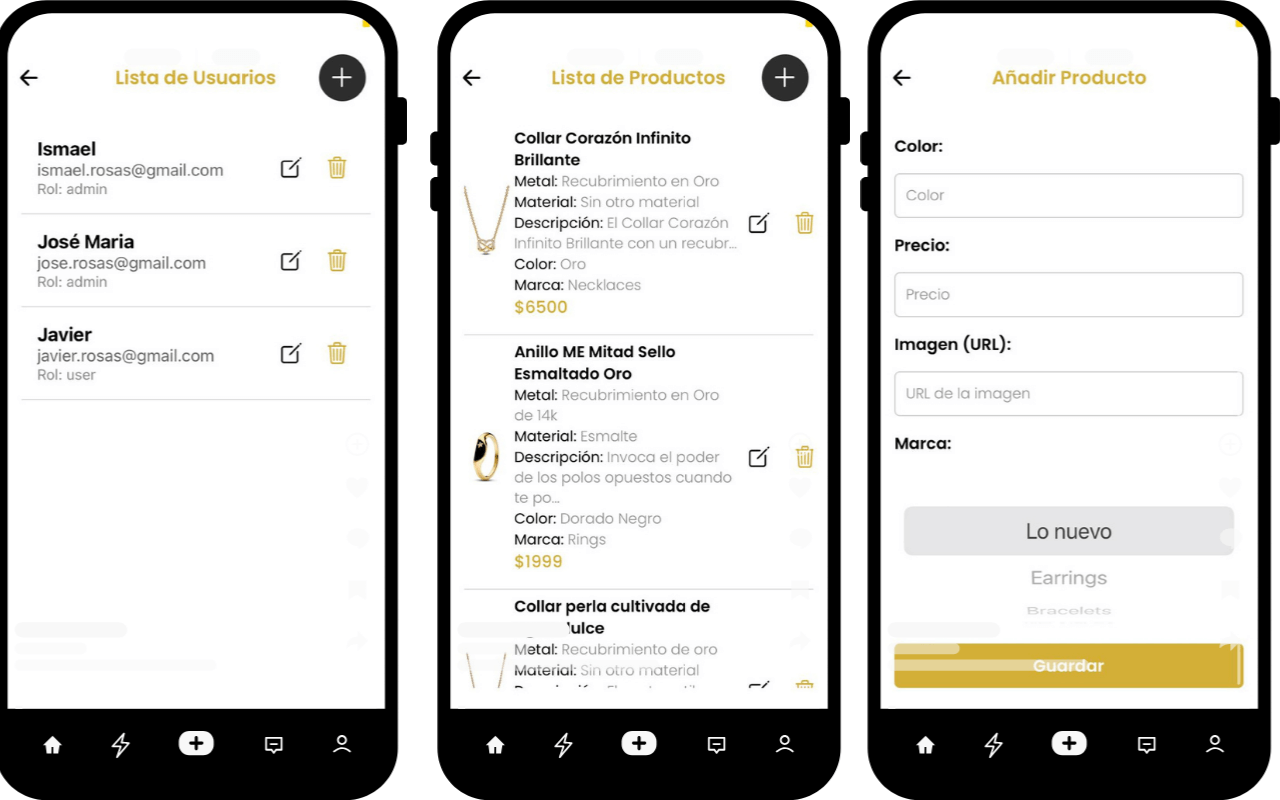 Lista de Usuarios
Ismael
ismael.rosas@gmail.com
Rol: admin
José Maria
jose.rosas@gmail.com
Rol: admin
Javier
javier.rosas@gmail.com
Rol: user
Lista de Productos
Collar Corazón Infinito
Brillante
Metal: Recubrimiento en Oro
Material: Sin otro material
Descripción: El Collar Corazón
Infinito Brillante con un recubr...
Color: Oro
Marca: Necklaces
$6500
Anillo ME Mitad Sello
Esmaltado Oro
Metal: Recubrimiento en Oro
de 14k
Material: Esmalte
Descripción: Invoca el poder
de los polos opuestos cuando
te po...
Color: Dorado Negro
Marca: Rings
$1999
Collar perla cultivada de
Metal: Recubrimiento de oro
Material: Sin otro material
Añadir Producto
Color:
Color
Precio:
Precio
Imagen (URL):
URL de la imagen
Marca:
Lo nuevo
Earrings
Bracelets
Guardar